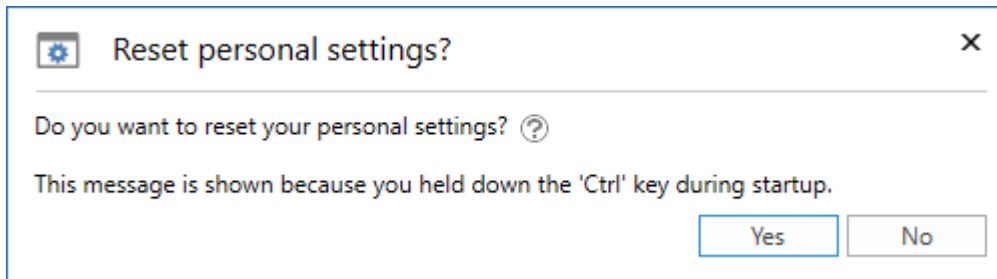 Reset personal settings?
Do you want to reset your personal settings? ?
This message is shown because you held down the 'Ctrl' key during startup.
Yes No